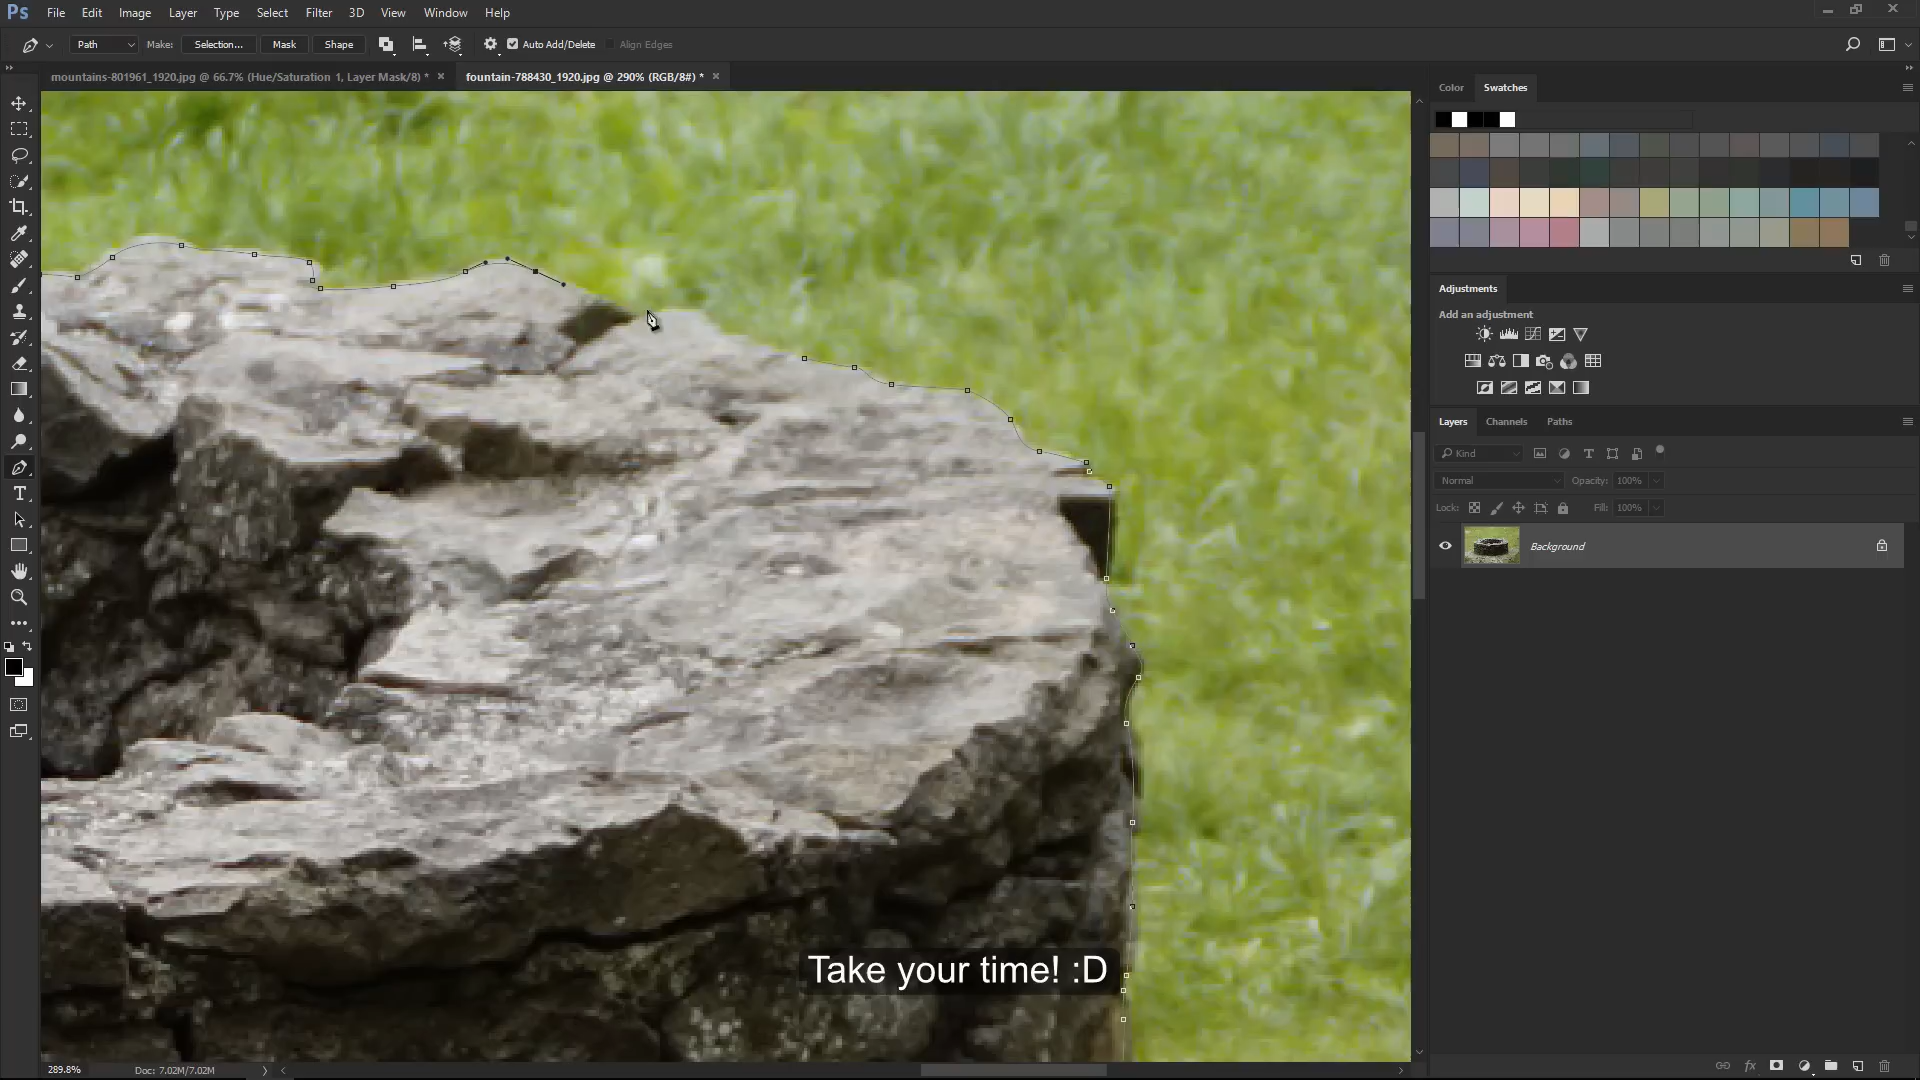 Ps File Edit Image Layer Type Select Filter 3D View Window Help
Path Make: Selection... Mask Shape Auto Add/Delete Align Edges
mountains-801961_1920.jpg @ 66.7% (Hue/Saturation 1, Layer Mask/8) * × fountain-788430_1920.jpg @ 290% (RGB/8#) * ×
Color Swatches
Adjustments
Add an adjustment
Layers Channels Paths
Kind
Normal Opacity: 100%
Lock: Fill: 100%
Background
Take your time! :D
289.8% Doc: 7.02M/7.02M